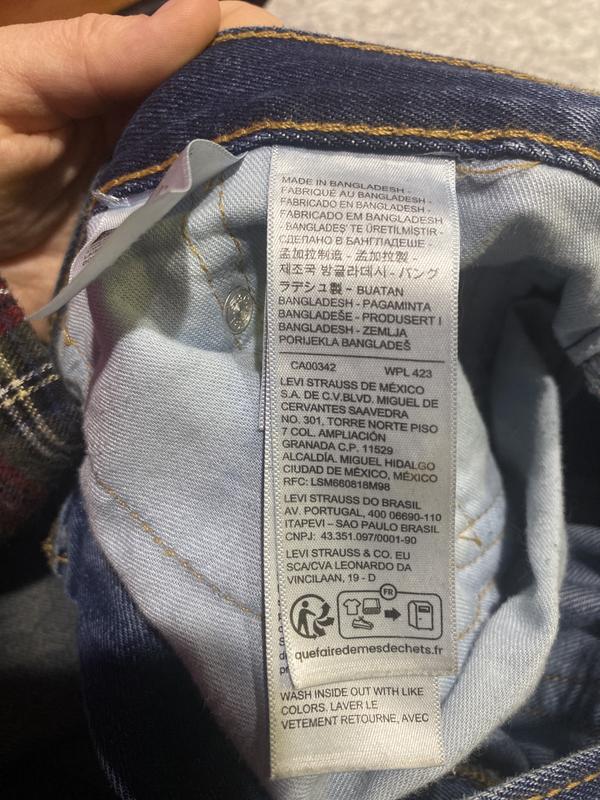 MADE IN BANGLADESH -
FABRIQUÉ AU BANGLADESH -
FABRICADO EN BANGLADESH -
FABRICADO EM BANGLADESH
- BANGLADEŞ' TE ÜRETİLMİŞTİR -
СДЕЛАНО В БАНГЛАДЕШЕ -
孟加拉制造 - 孟加拉製 -
제조국 방글라데시 - バング
ラデシュ製 - BUATAN
BANGLADESH - PAGAMINTA
BANGLADEŠE - PRODUSERT I
BANGLADESH - ZEMLJA
PORIJEKLA BANGLADEŠ
CA00342 WPL 423
LEVI STRAUSS DE MÉXICO
S.A. DE C.V.BLVD. MIGUEL DE
CERVANTES SAAVEDRA
NO. 301, TORRE NORTE PISO
7 COL. AMPLIACIÓN
GRANADA C.P. 11529
ALCALDÍA. MIGUEL HIDALGO
CIUDAD DE MÉXICO, MÉXICO
RFC: LSM660818M98
LEVI STRAUSS DO BRASIL
AV. PORTUGAL, 400 06690-110
ITAPEVI – SAO PAULO BRASIL
CNPJ: 43.351.097/0001-90
LEVI STRAUSS & CO. EU
SCA/CVA LEONARDO DA
VINCILAAN, 19 - D
FR
quefairedemesdechets.fr
WASH INSIDE OUT WITH LIKE
COLORS. LAVER LE
VETEMENT RETOURNE, AVEC